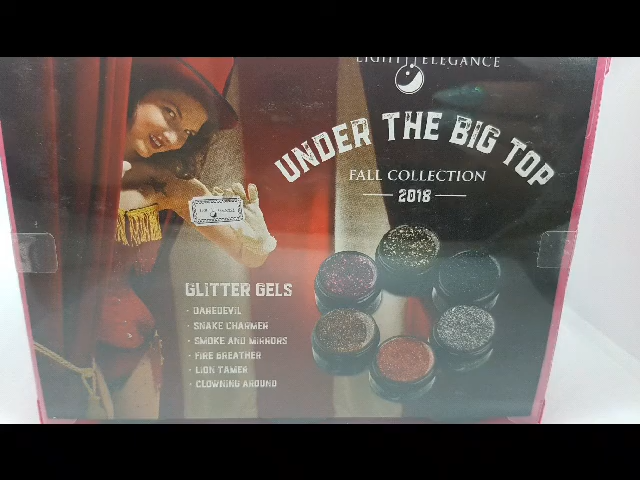 LIGHT ELEGANCE
UNDER THE BIG TOP
FALL COLLECTION
2018
GLITTER GELS
- DAREDEVIL
- SNAKE CHARMER
- SMOKE AND MIRRORS
- FIRE BREATHER
- LION TAMER
- CLOWNING AROUND